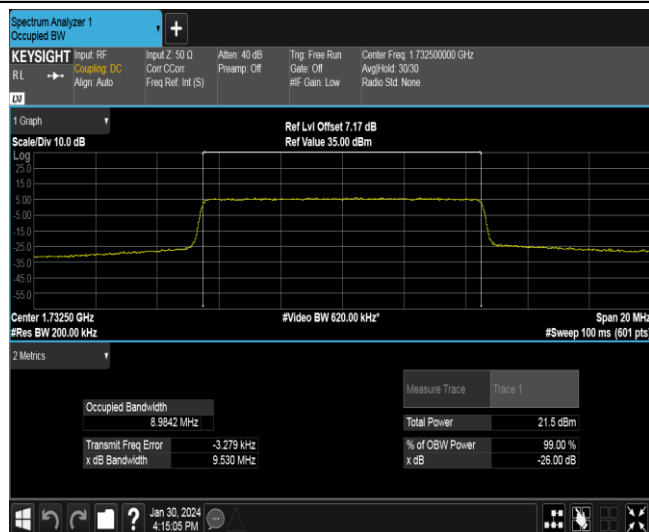 Spectrum Analyzer 1
Occupied BW
+
KEYSIGHT Input: RF Input Z: 50 Ω Atten: 40 dB Trig: Free Run Center Freq: 1.732500000 GHz
RL Coupling: DC Corr CCorr Preamp: Off Gate: Off Avg|Hold: 30/30
Align: Auto Freq Ref: Int (S) #IF Gain: Low Radio Std: None
LXI
1 Graph Ref Lvl Offset 7.17 dB
Scale/Div 10.0 dB Ref Value 35.00 dBm
Log
25.0
15.0
5.00
-5.00
-15.0
-25.0
-35.0
-45.0
-55.0
Center 1.73250 GHz #Video BW 620.00 kHz* Span 20 MHz
#Res BW 200.00 kHz #Sweep 100 ms (601 pts)
2 Metrics
Measure Trace Trace 1
Occupied Bandwidth
8.9842 MHz Total Power 21.5 dBm
Transmit Freq Error -3.279 kHz % of OBW Power 99.00 %
x dB Bandwidth 9.530 MHz x dB -26.00 dB
? Jan 30, 2024
4:15:05 PM